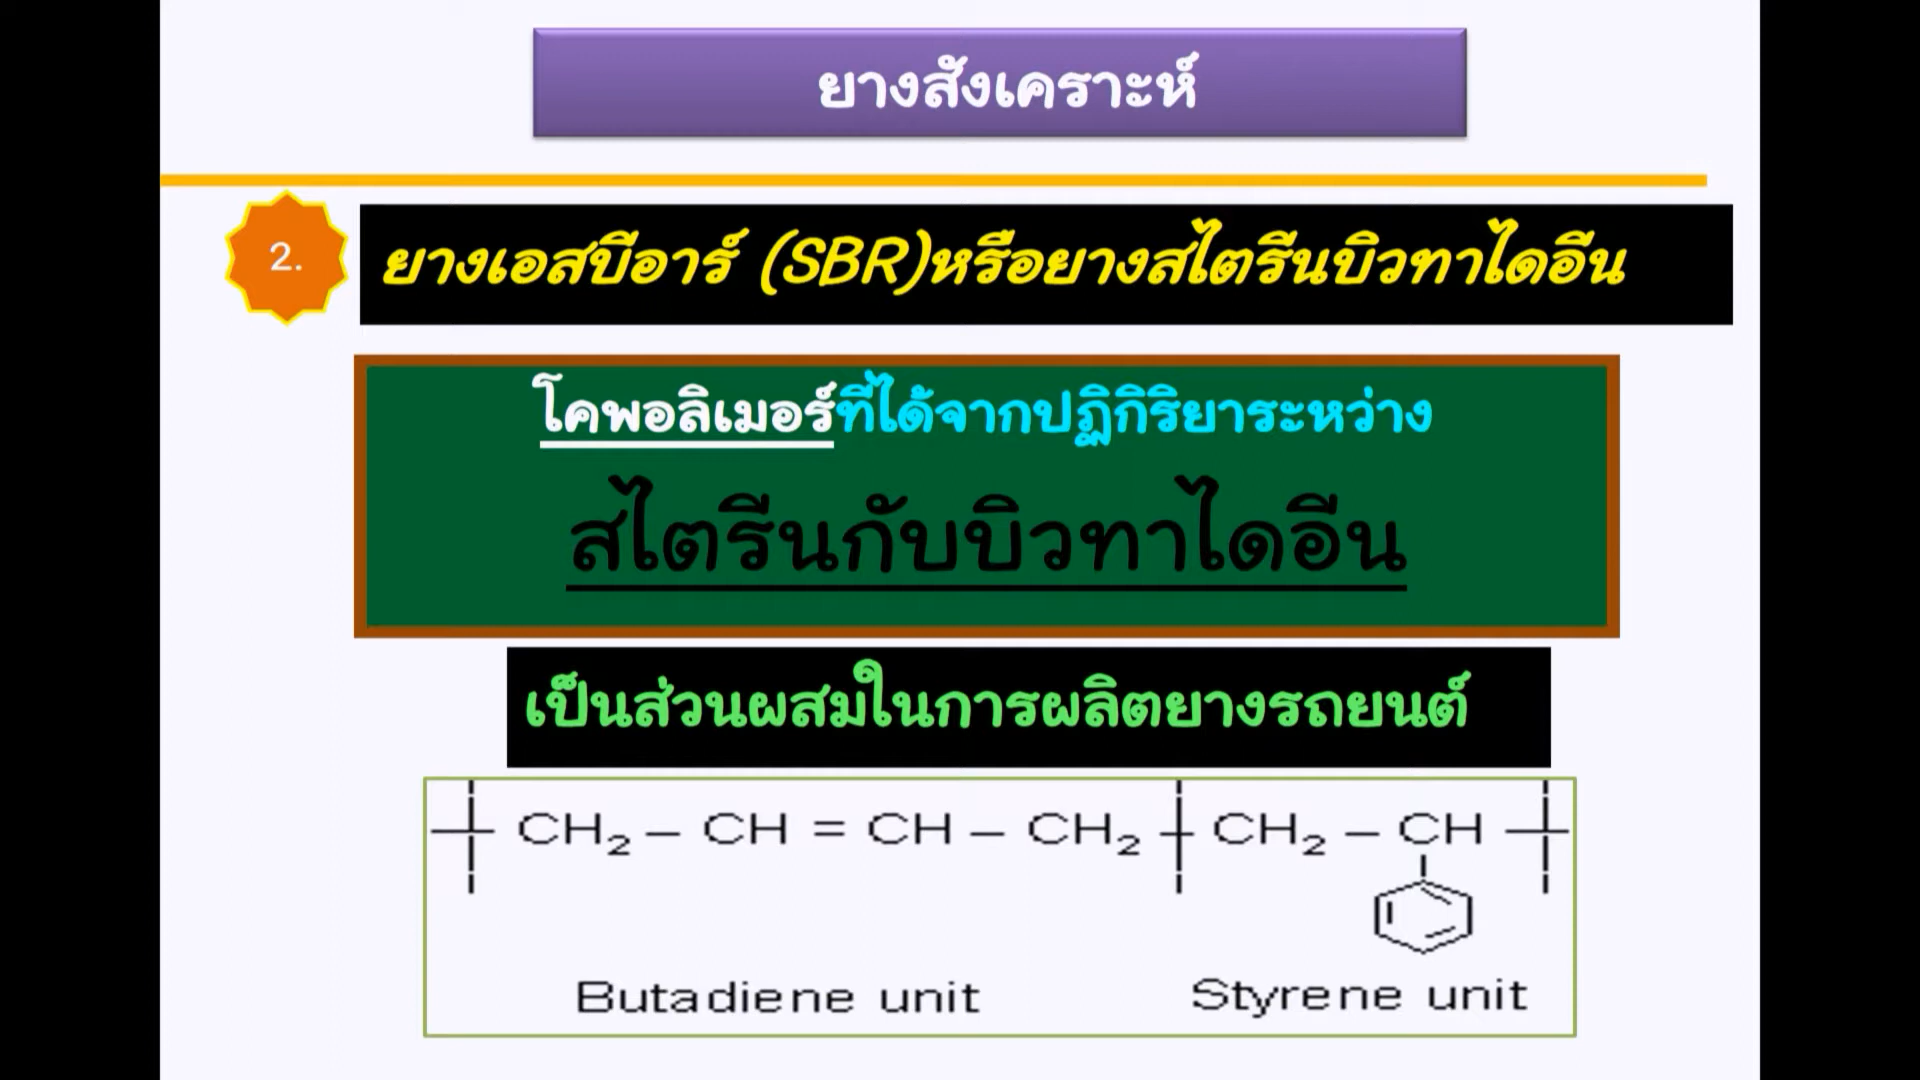 ยางสังเคราะห์
2.
ยางเอสบีอาร์ (SBR)หรือยางสไตรีนบิวทาไดอีน
โคพอลิเมอร์ที่ได้จากปฏิกิริยาระหว่าง
สไตรีนกับบิวทาไดอีน
เป็นส่วนผสมในการผลิตยางรถยนต์
CH₂ – CH = CH – CH₂ CH₂ – CH
Butadiene unit Styrene unit